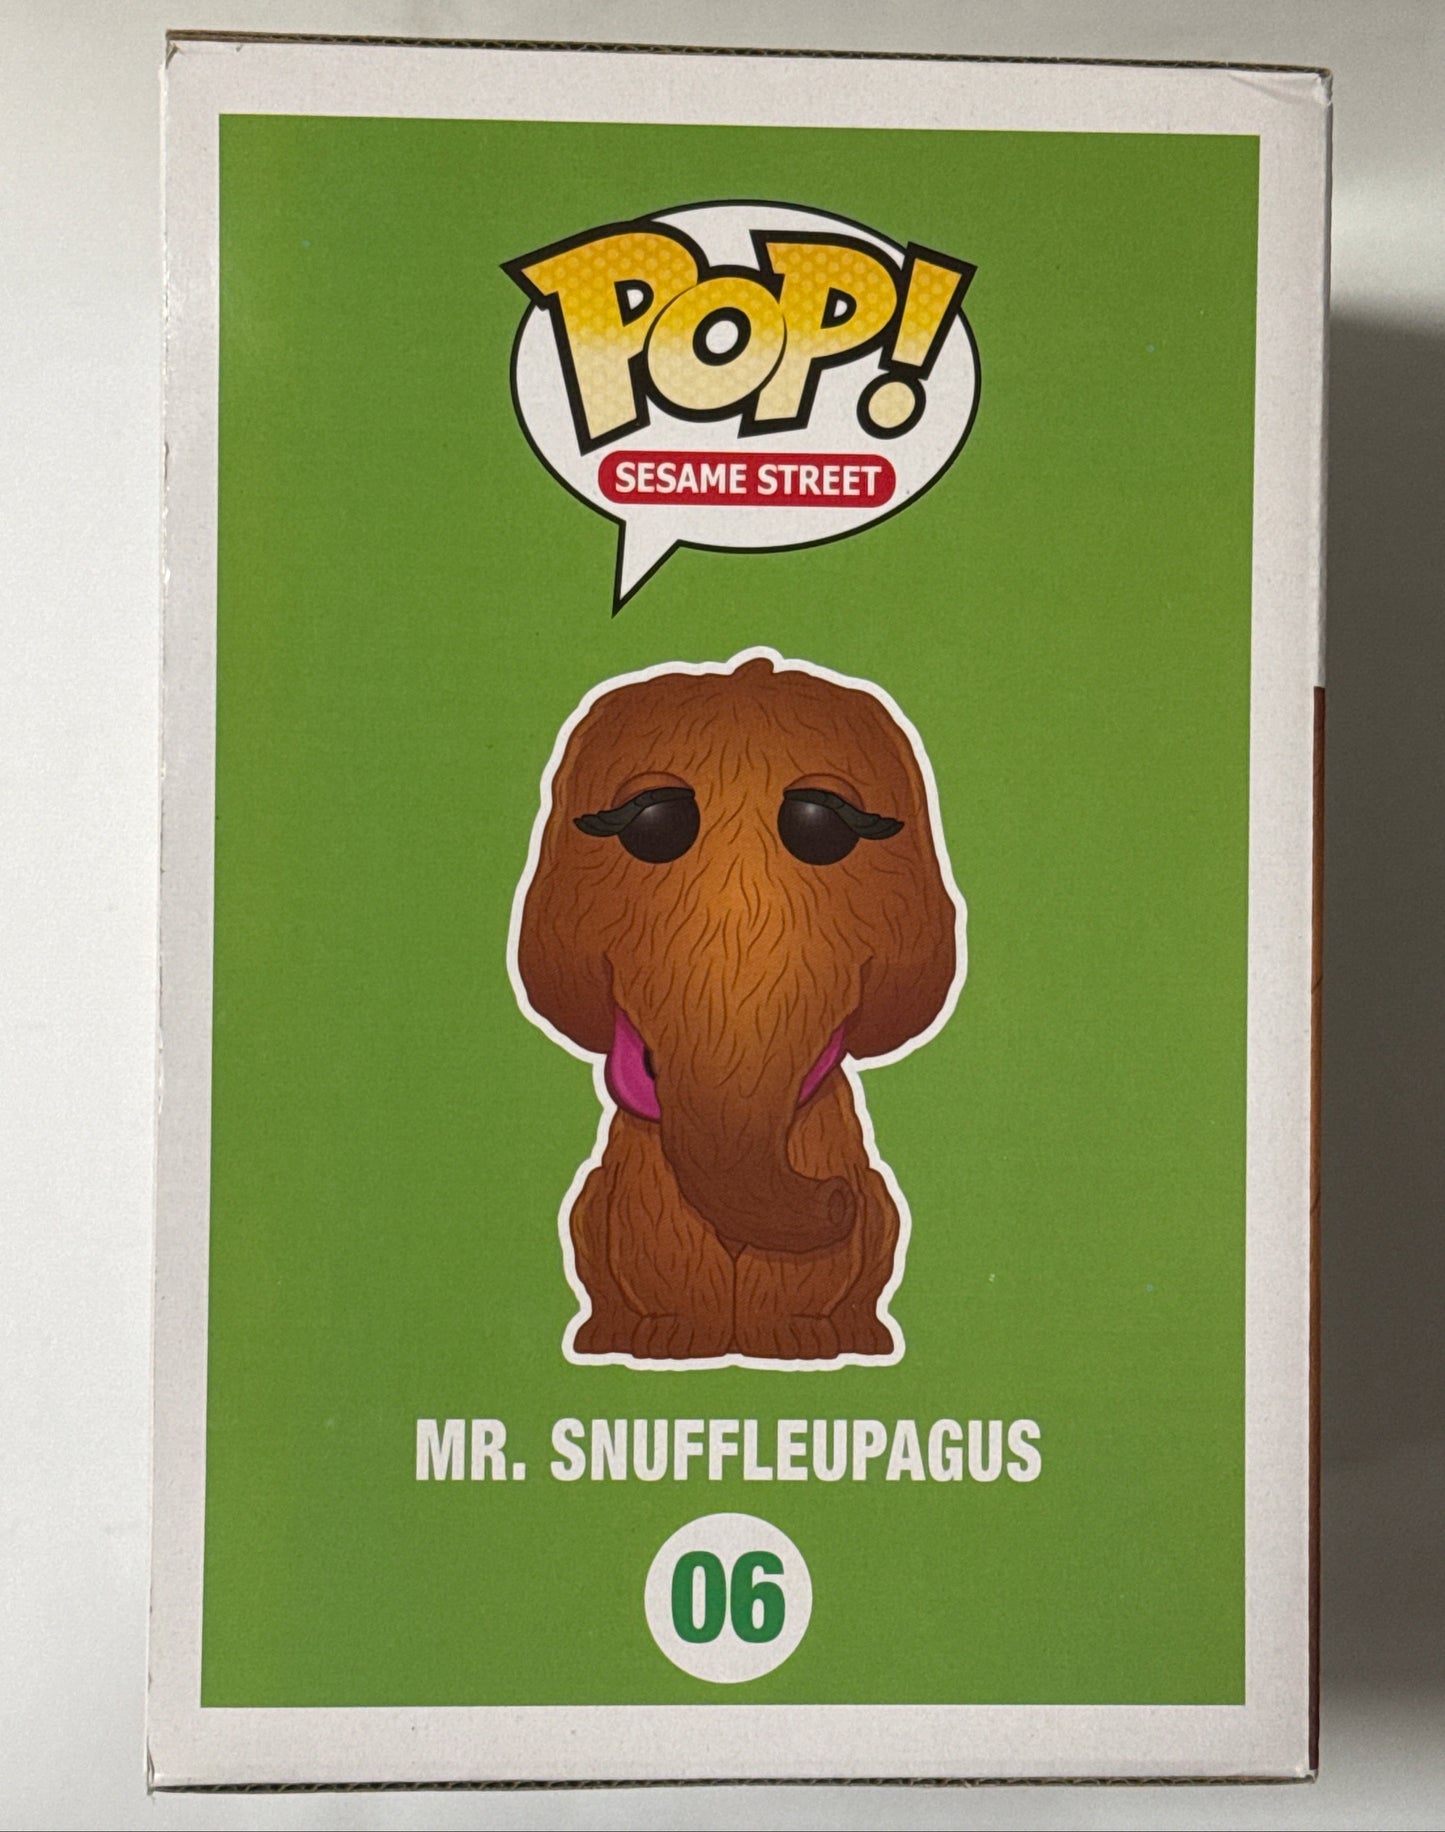 POP!
SESAME STREET
MR. SNUFFLEUPAGUS
06